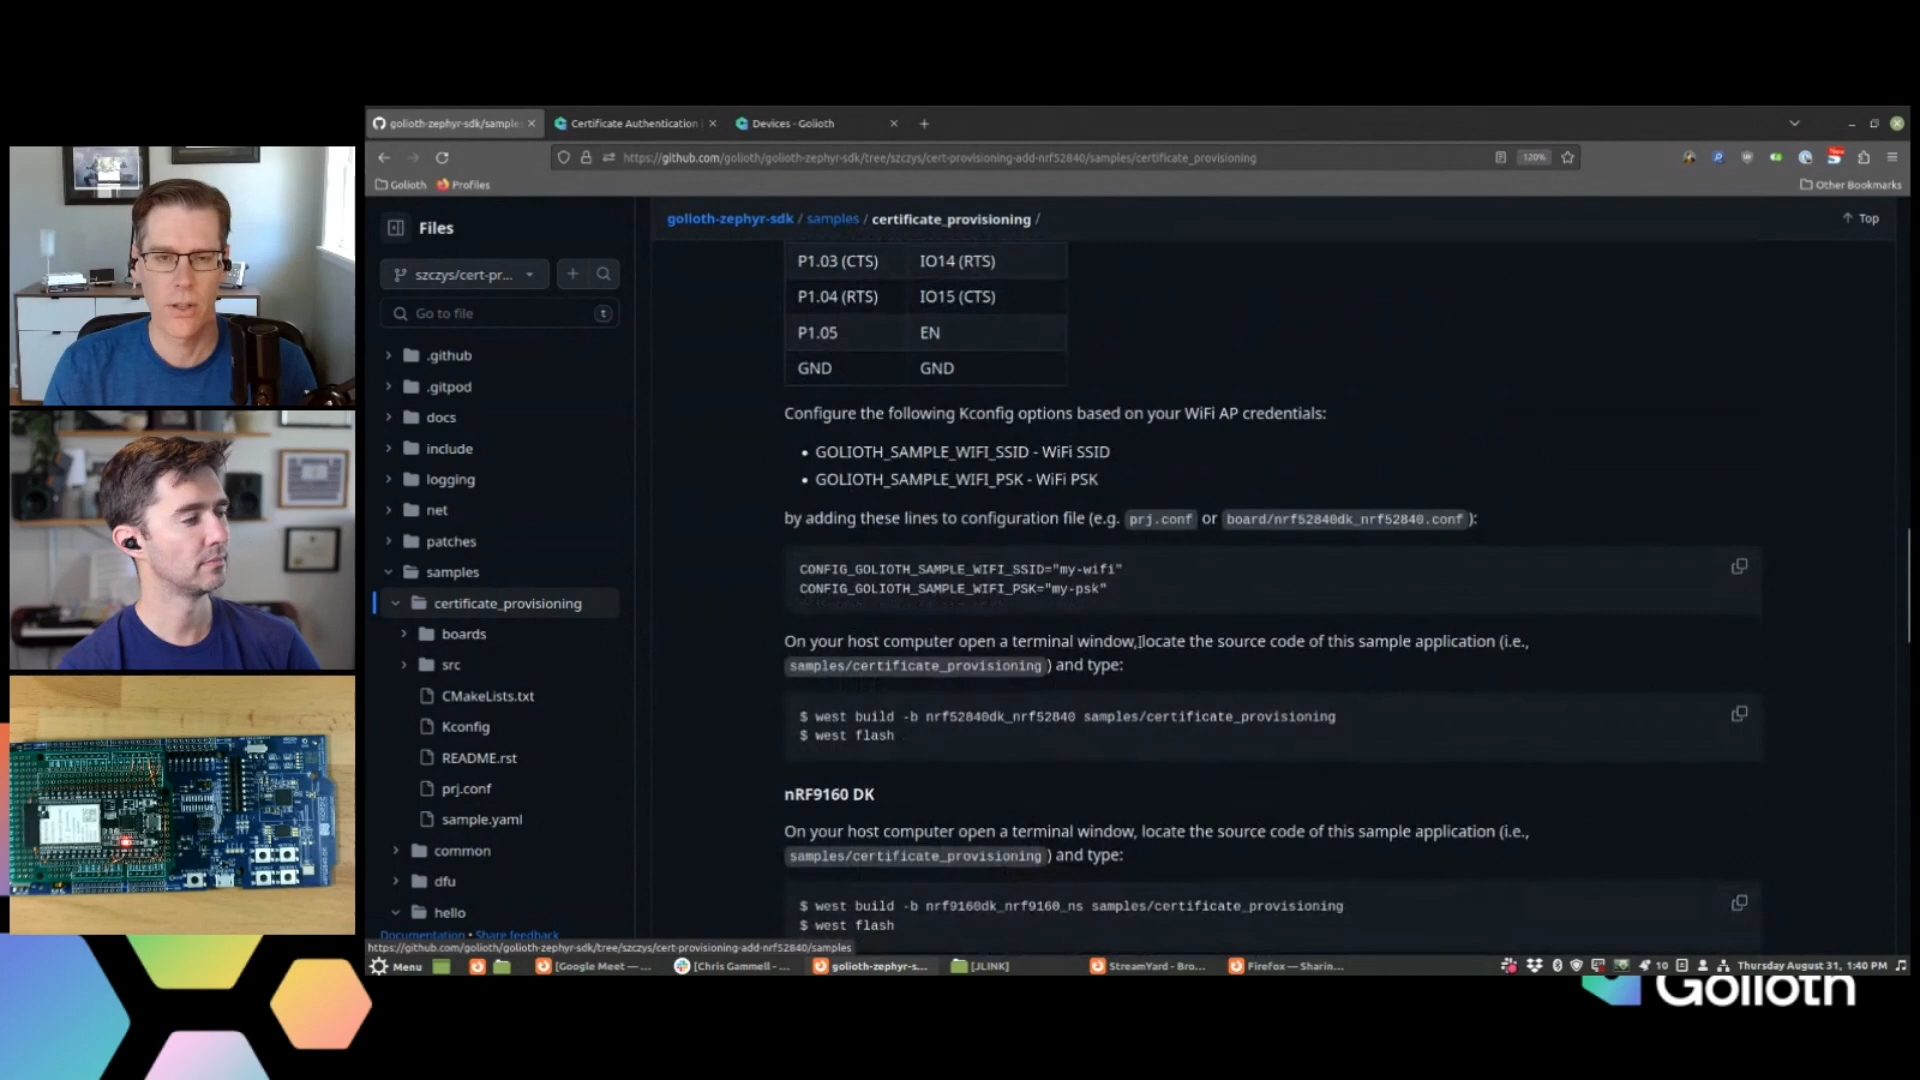 golioth-zephyr-sdk/sample
Certificate Authentication
Devices - Golioth
https://github.com/golioth/golioth-zephyr-sdk/tree/szczys/cert-provisioning-add-nrf52840/samples/certificate_provisioning
120%
Golioth
Profiles
Other Bookmarks
Files
golioth-zephyr-sdk / samples / certificate_provisioning /
Top
szczys/cert-pr...
Go to file
t
.github
.gitpod
docs
include
logging
net
patches
samples
certificate_provisioning
boards
src
CMakeLists.txt
Kconfig
README.rst
prj.conf
sample.yaml
common
dfu
hello
Documentation • Share feedback
P1.03 (CTS) IO14 (RTS)
P1.04 (RTS) IO15 (CTS)
P1.05 EN
GND GND
Configure the following Kconfig options based on your WiFi AP credentials:
• GOLIOTH_SAMPLE_WIFI_SSID - WiFi SSID
• GOLIOTH_SAMPLE_WIFI_PSK - WiFi PSK
by adding these lines to configuration file (e.g. prj.conf or board/nrf52840dk_nrf52840.conf ):
CONFIG_GOLIOTH_SAMPLE_WIFI_SSID="my-wifi"
CONFIG_GOLIOTH_SAMPLE_WIFI_PSK="my-psk"
On your host computer open a terminal window, locate the source code of this sample application (i.e.,
samples/certificate_provisioning ) and type:
$ west build -b nrf52840dk_nrf52840 samples/certificate_provisioning
$ west flash
nRF9160 DK
On your host computer open a terminal window, locate the source code of this sample application (i.e.,
samples/certificate_provisioning ) and type:
$ west build -b nrf9160dk_nrf9160_ns samples/certificate_provisioning
$ west flash
https://github.com/golioth/golioth-zephyr-sdk/tree/szczys/cert-provisioning-add-nrf52840/samples
Menu
[Google Meet — ...
[Chris Gammell - ...
golioth-zephyr-s...
[JLINK]
StreamYard - Bro...
Firefox — Sharin...
10
Thursday August 31, 1:40 PM
Golioth